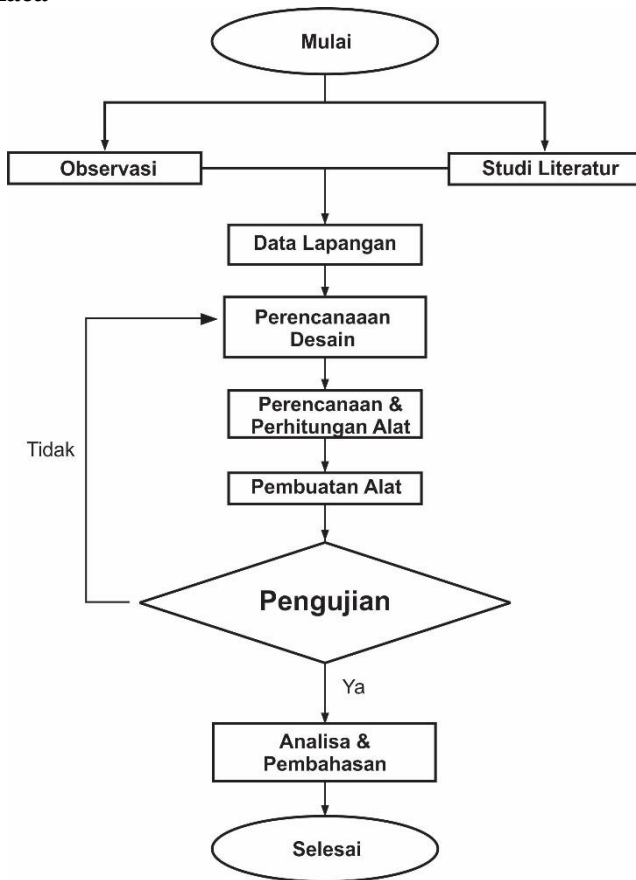 Mulai
Observasi
Studi Literatur
Data Lapangan
Perencanaaan
Desain
Perencanaan &
Perhitungan Alat
Tidak
Pembuatan Alat
Pengujian
Ya
Analisa &
Pembahasan
Selesai